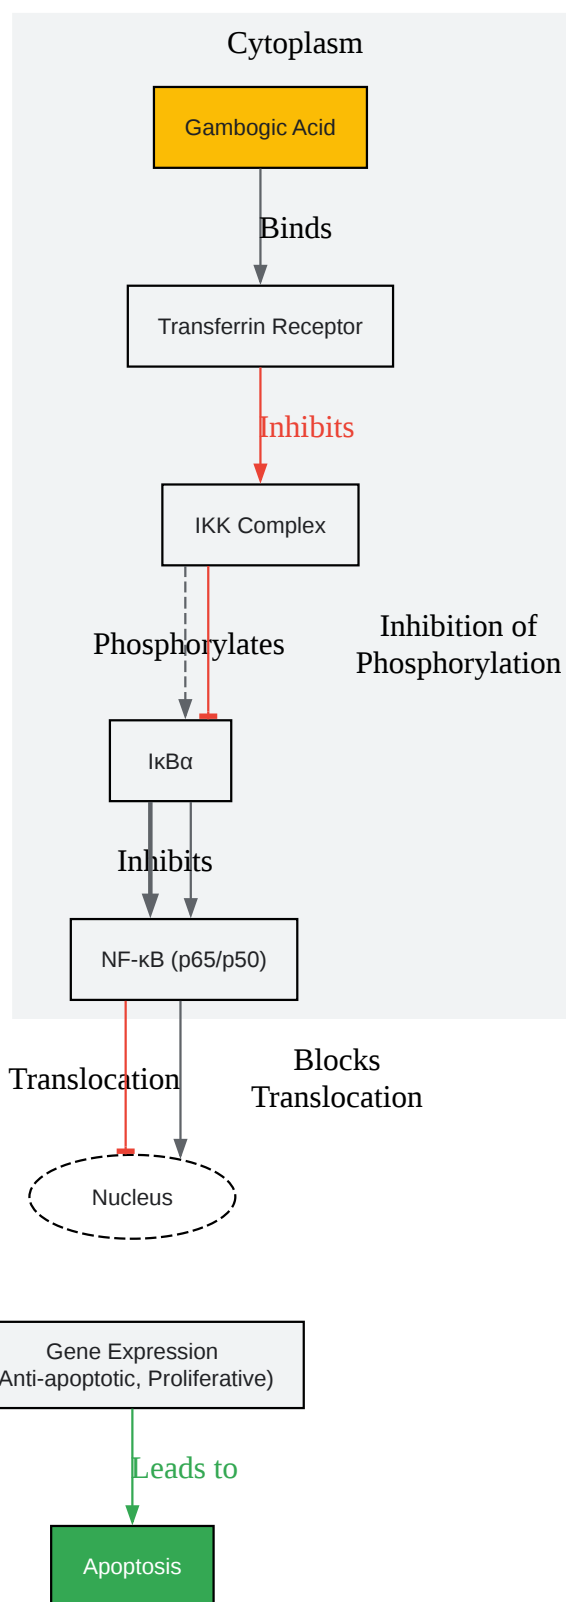 Cytoplasm
Gambogic Acid
Binds
Transferrin Receptor
Inhibits
IKK Complex
Phosphorylates
Inhibition of
Phosphorylation
IκBα
Inhibits
NF-κB (p65/p50)
Translocation
Blocks
Translocation
Nucleus
Gene Expression
Anti-apoptotic, Proliferative)
Leads to
Apoptosis